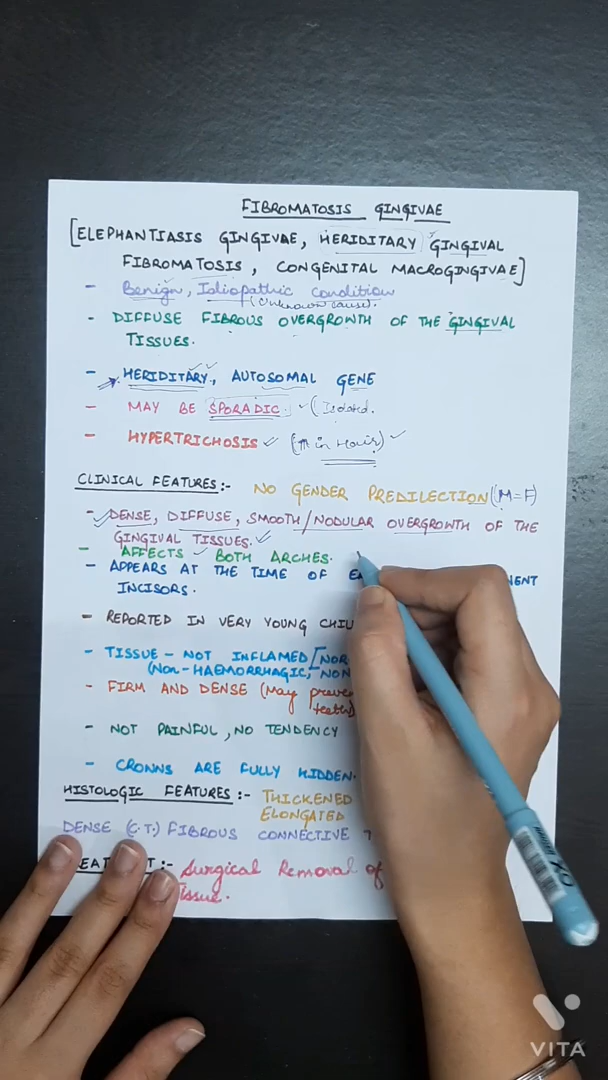 FIBROMATOSIS GINGIVAE
[ELEPHANTIASIS GINGIVAE, HERIDITARY GINGIVAL
FIBROMATOSIS, CONGENITAL MACROGINGIVAE]
- Benign, Idiopathic condition
(Unknown cause).
- DIFFUSE FIBROUS OVERGROWTH OF THE GINGIVAL
TISSUES.
- HERIDITARY, AUTOSOMAL GENE
- MAY BE SPORADIC (Isolated.
- HYPERTRICHOSIS (↑ in Hair)
CLINICAL FEATURES:- NO GENDER PREDILECTION (M=F)
- DENSE, DIFFUSE, SMOOTH/NODULAR OVERGROWTH OF THE
GINGIVAL TISSUES.
- AFFECTS BOTH ARCHES.
- APPEARS AT THE TIME OF
INCISORS.
- REPORTED IN VERY YOUNG
- TISSUE - NOT INFLAMED
(NON-HAEMORRHAGIC, NON
- FIRM AND DENSE (May
teeth)
- NOT PAINFUL, NO TENDENCY
- CROWNS ARE FULLY HIDDEN.
HISTOLOGIC FEATURES:- THICKENED
ELONGATED
DENSE (C.T.) FIBROUS CONNECTIVE
:- Surgical Removal of
Tissue.
VITA